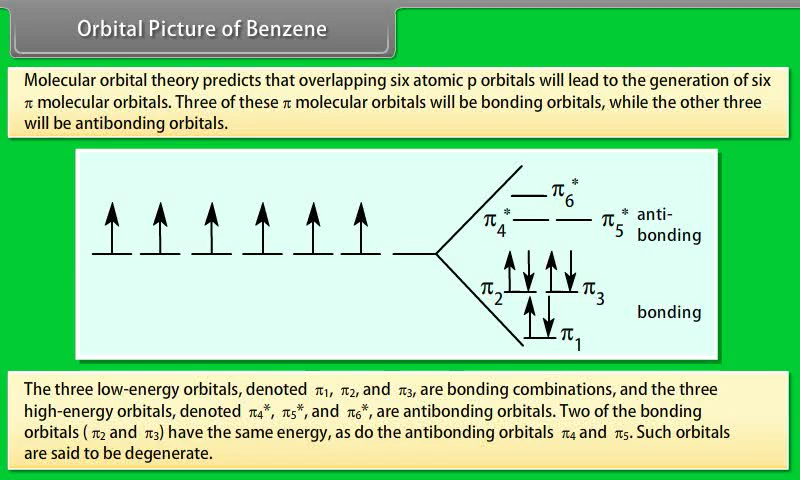 Orbital Picture of Benzene
Molecular orbital theory predicts that overlapping six atomic p orbitals will lead to the generation of six
π molecular orbitals. Three of these π molecular orbitals will be bonding orbitals, while the other three
will be antibonding orbitals.
π6*
π4* π5* anti-
bonding
π2 π3
bonding
π1
The three low-energy orbitals, denoted π1, π2, and π3, are bonding combinations, and the three
high-energy orbitals, denoted π4*, π5*, and π6*, are antibonding orbitals. Two of the bonding
orbitals ( π2 and π3) have the same energy, as do the antibonding orbitals π4 and π5. Such orbitals
are said to be degenerate.